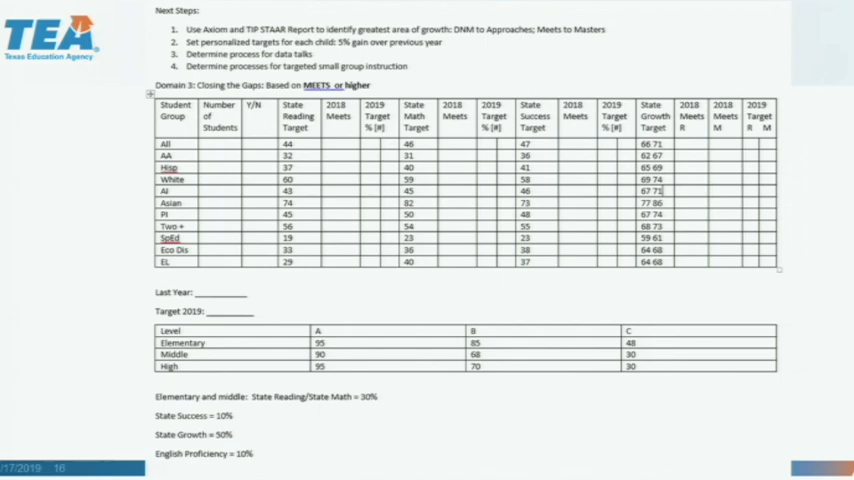 TEA
Texas Education Agency
Next Steps:
1. Use Axiom and TIP STAAR Report to identify greatest area of growth: DNM to Approaches; Meets to Masters
2. Set personalized targets for each child: 5% gain over previous year
3. Determine process for data talks
4. Determine processes for targeted small group instruction
Domain 3: Closing the Gaps: Based on MEETS or higher
Student Group Number of Students Y/N State Reading Target 2018 Meets 2019 Target % [#] State Math Target 2018 Meets 2019 Target % [#] State Success Target 2018 Meets 2019 Target % [#] State Growth Target 2018 Meets R 2018 Meets M 2019 Target R M
All 44 46 47 66 71
AA 32 31 36 62 67
Hisp 37 40 41 65 69
White 60 59 58 69 74
AI 43 45 46 67 71
Asian 74 82 73 77 86
PI 45 50 48 67 74
Two + 56 54 55 68 73
SpEd 19 23 23 59 61
Eco Dis 33 36 38 64 68
EL 29 40 37 64 68
Last Year: __________
Target 2019: _________
Level A B C
Elementary 95 85 48
Middle 90 68 30
High 95 70 30
Elementary and middle: State Reading/State Math = 30%
State Success = 10%
State Growth = 50%
English Proficiency = 10%
/17/2019 16